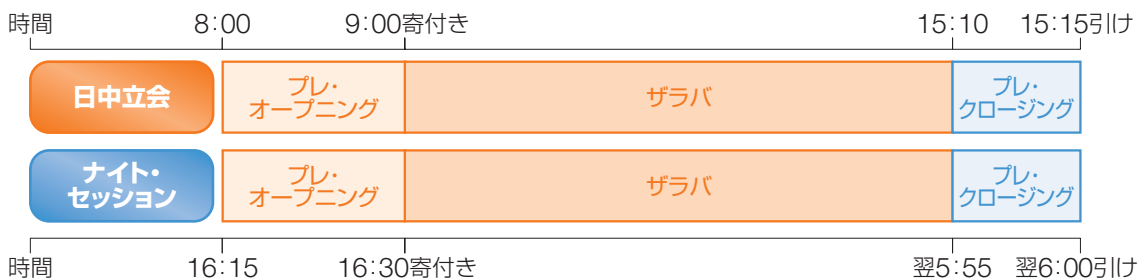 時間 8:00 9:00寄付き 15:10 15:15引け
日中立会
プレ・
オープニング
ザラバ
プレ・
クロージング
ナイト・
セッション
プレ・
オープニング
ザラバ
プレ・
クロージング
時間 16:15 16:30寄付き 翌5:55 翌6:00引け